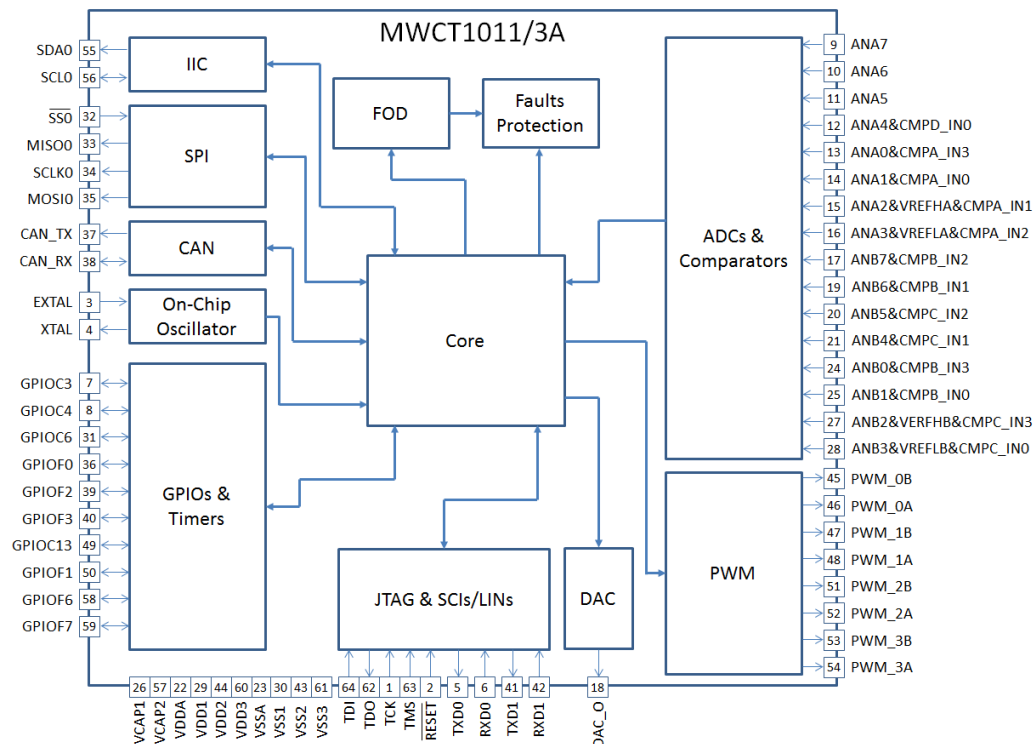 MWCT1011/3A
SDA0 55
SCL0 56
IIC
SS0 32
MISO0 33
SCLK0 34
MOSI0 35
SPI
CAN_TX 37
CAN_RX 38
CAN
EXTAL 3
XTAL 4
On-Chip
Oscillator
GPIOC3 7
GPIOC4 8
GPIOC6 31
GPIOF0 36
GPIOF2 39
GPIOF3 40
GPIOC13 49
GPIOF1 50
GPIOF6 58
GPIOF7 59
GPIOs &
Timers
FOD
Faults
Protection
Core
JTAG & SCIs/LINs
DAC
ADCs &
Comparators
PWM
9 ANA7
10 ANA6
11 ANA5
12 ANA4&CMPD_IN0
13 ANA0&CMPA_IN3
14 ANA1&CMPA_IN0
15 ANA2&VREFHA&CMPA_IN1
16 ANA3&VREFLA&CMPA_IN2
17 ANB7&CMPB_IN2
19 ANB6&CMPB_IN1
20 ANB5&CMPC_IN2
21 ANB4&CMPC_IN1
24 ANB0&CMPB_IN3
25 ANB1&CMPB_IN0
27 ANB2&VERFHB&CMPC_IN3
28 ANB3&VREFLB&CMPC_IN0
45 PWM_0B
46 PWM_0A
47 PWM_1B
48 PWM_1A
51 PWM_2B
52 PWM_2A
53 PWM_3B
54 PWM_3A
26 VCAP1
57 VCAP2
22 VDDA
29 VDD1
44 VDD2
60 VDD3
23 VSSA
30 VSS1
43 VSS2
61 VSS3
64 TDI
62 TDO
1 TCK
63 TMS
2 RESET
5 TXD0
6 RXD0
41 TXD1
42 RXD1
18 DAC_O